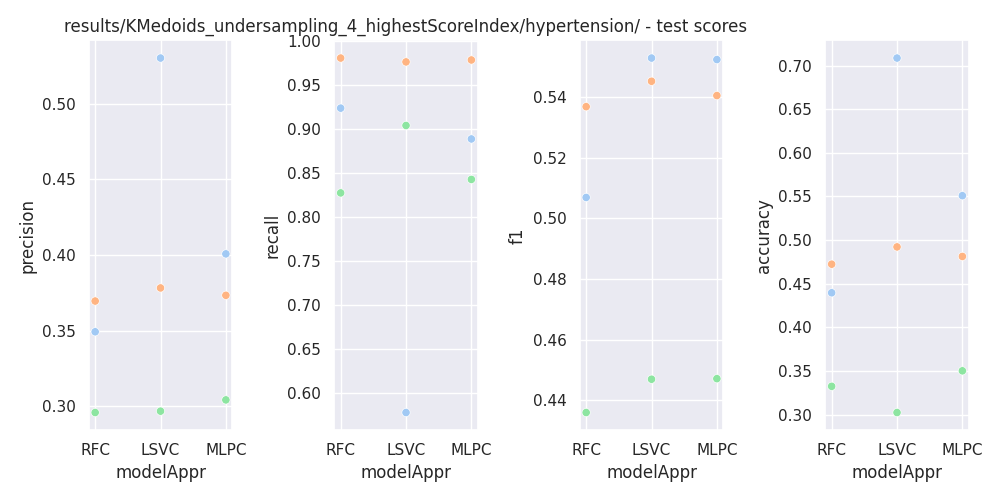 results/KMedoids_undersampling_4_highestScoreIndex/hypertension/ - test scores
precision
0.50
0.45
0.40
0.35
0.30
RFC LSVC MLPC
modelAppr
recall
1.00
0.95
0.90
0.85
0.80
0.75
0.70
0.65
0.60
RFC LSVC MLPC
modelAppr
f1
0.54
0.52
0.50
0.48
0.46
0.44
RFC LSVC MLPC
modelAppr
accuracy
0.70
0.65
0.60
0.55
0.50
0.45
0.40
0.35
0.30
RFC LSVC MLPC
modelAppr